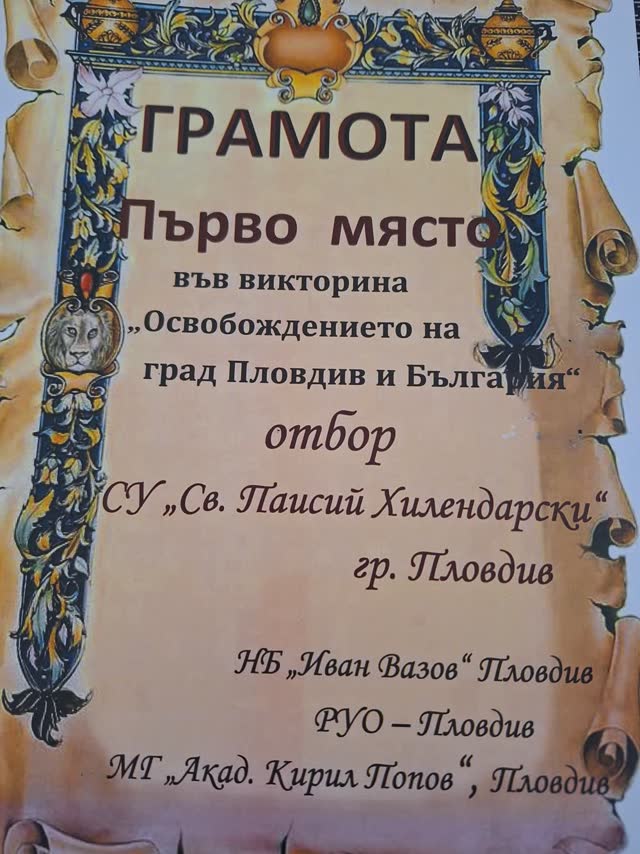 ГРАМОТА
Първо място
във викторина
„Освобождението на
град Пловдив и България“
отбор
СУ „Св. Паисий Хилендарски“
гр. Пловдив
НБ „Иван Вазов“ Пловдив
РУО – Пловдив
МГ „Акад. Кирил Попов“, Пловдив